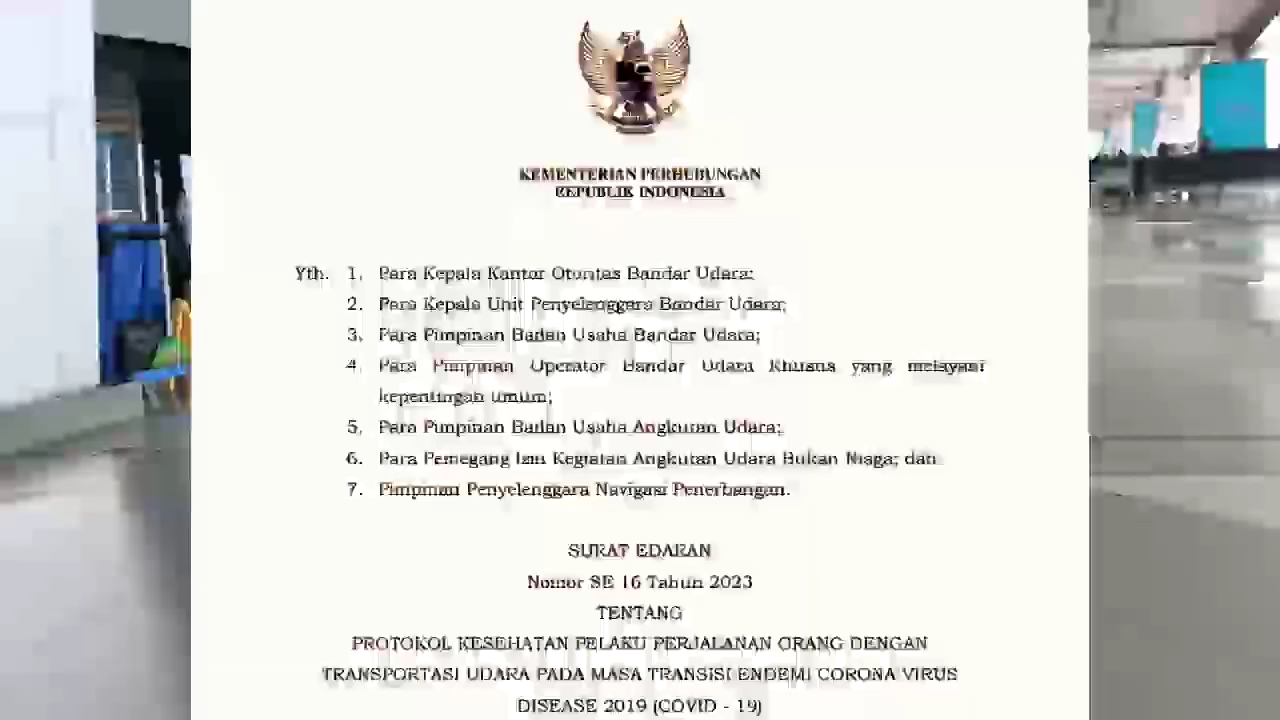 KEMENTERIAN PERHUBUNGAN
REPUBLIK INDONESIA
Yth. 1. Para Kepala Kantor Otoritas Bandar Udara;
2. Para Kepala Unit Penyelenggara Bandar Udara;
3. Para Pimpinan Badan Usaha Bandar Udara;
4. Para Pimpinan Operator Bandar Udara Khusus yang melayani
kepentingan umum;
5. Para Pimpinan Badan Usaha Angkutan Udara;
6. Para Pemegang Izin Kegiatan Angkutan Udara Bukan Niaga; dan
7. Pimpinan Penyelenggara Navigasi Penerbangan.
SURAT EDARAN
Nomor SE 16 Tahun 2023
TENTANG
PROTOKOL KESEHATAN PELAKU PERJALANAN ORANG DENGAN
TRANSPORTASI UDARA PADA MASA TRANSISI ENDEMI CORONA VIRUS
DISEASE 2019 (COVID - 19)